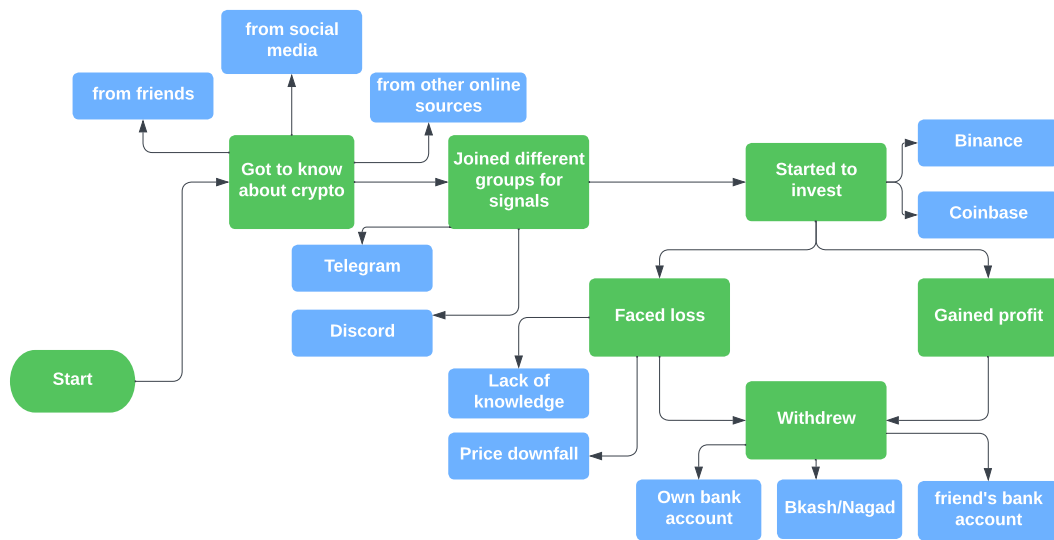 from social
media
from friends
from other online
sources
Got to know
about crypto
Joined different
groups for
signals
Started to
invest
Binance
Coinbase
Telegram
Discord
Faced loss
Gained profit
Start
Lack of
knowledge
Price downfall
Withdrew
Own bank
account
Bkash/Nagad
friend's bank
account